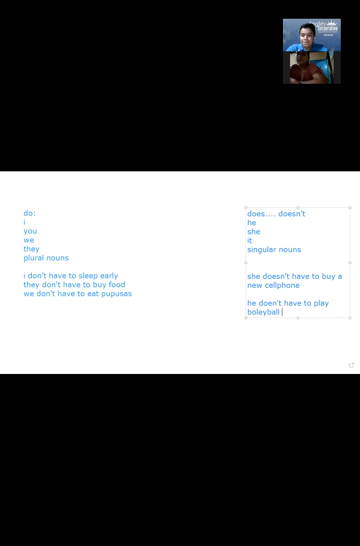 do:
i
you
we
they
plural nouns
i don't have to sleep early
they don't have to buy food
we don't have to eat pupusas
does.... doesn't
he
she
it
singular nouns
she doesn't have to buy a
new cellphone
he doen't have to play
boleyball